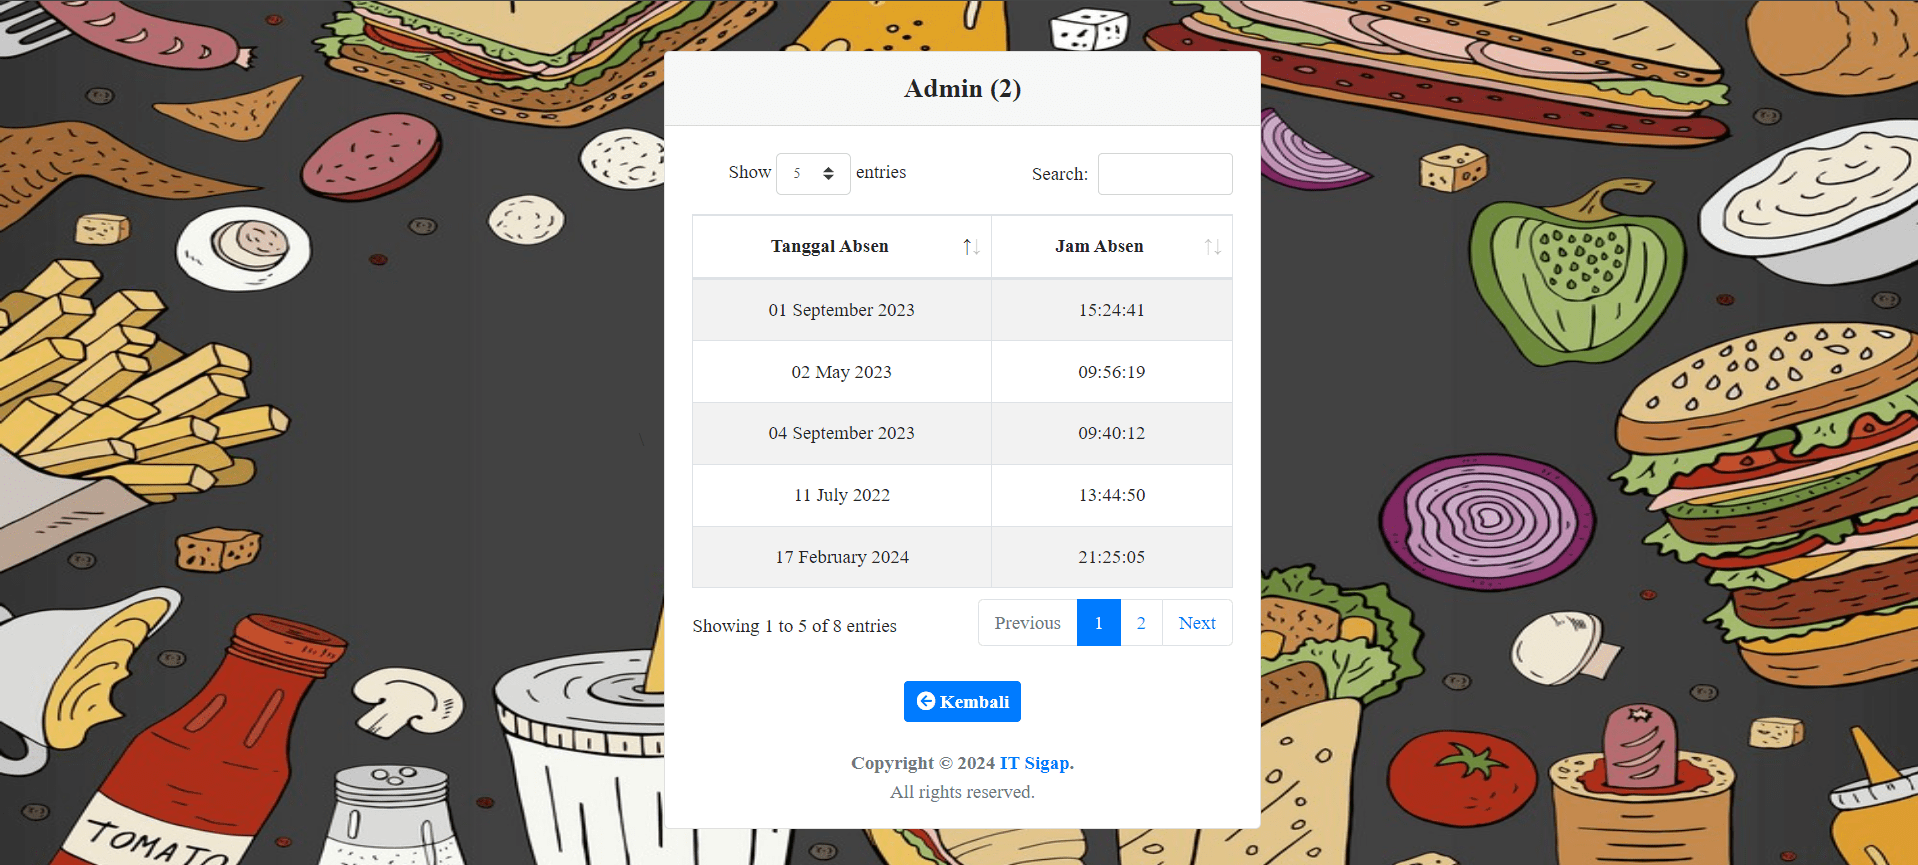 Admin (2)
Show 5 entries
Search:
Tanggal Absen Jam Absen
01 September 2023 15:24:41
02 May 2023 09:56:19
04 September 2023 09:40:12
11 July 2022 13:44:50
17 February 2024 21:25:05
Showing 1 to 5 of 8 entries
Previous 1 2 Next
Kembali
Copyright © 2024 IT Sigap.
All rights reserved.
TOMATO